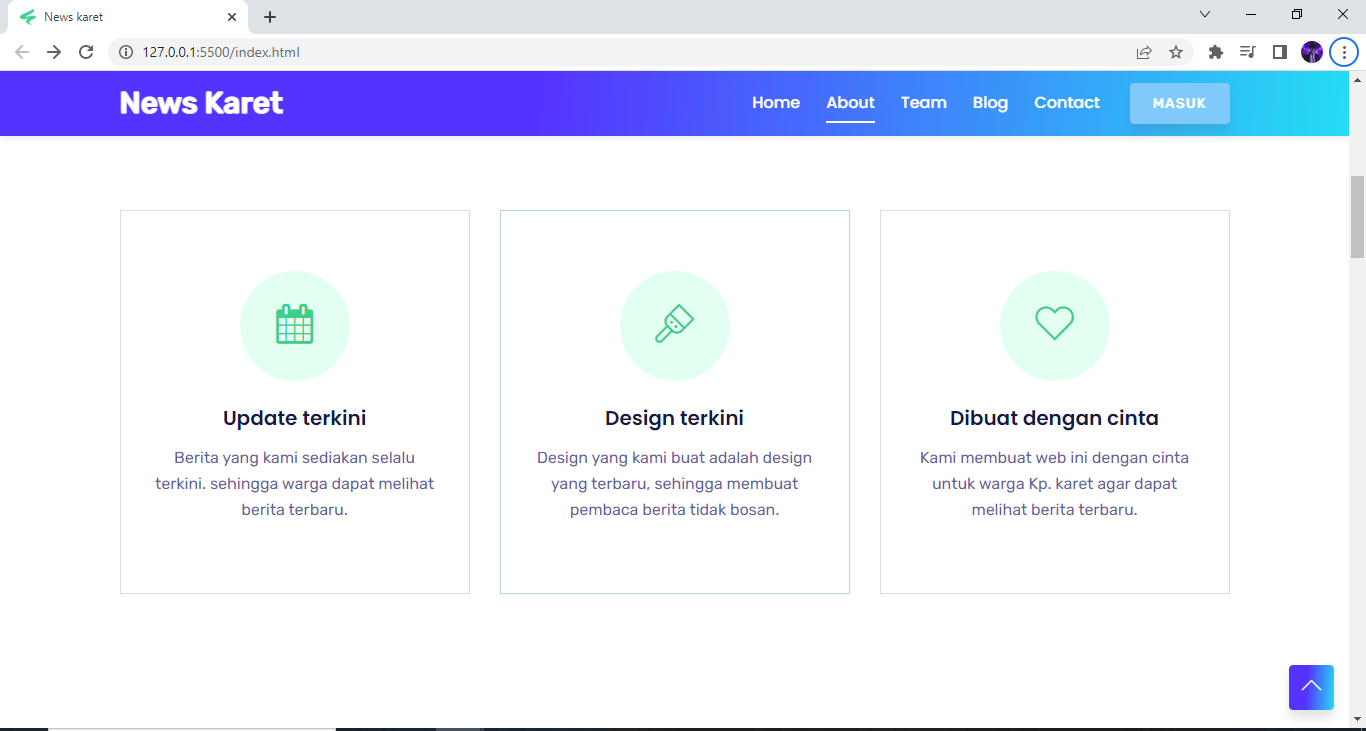 News karet
127.0.0.1:5500/index.html
News Karet
Home About Team Blog Contact MASUK
Update terkini
Berita yang kami sediakan selalu
terkini. sehingga warga dapat melihat
berita terbaru.
Design terkini
Design yang kami buat adalah design
yang terbaru, sehingga membuat
pembaca berita tidak bosan.
Dibuat dengan cinta
Kami membuat web ini dengan cinta
untuk warga Kp. karet agar dapat
melihat berita terbaru.